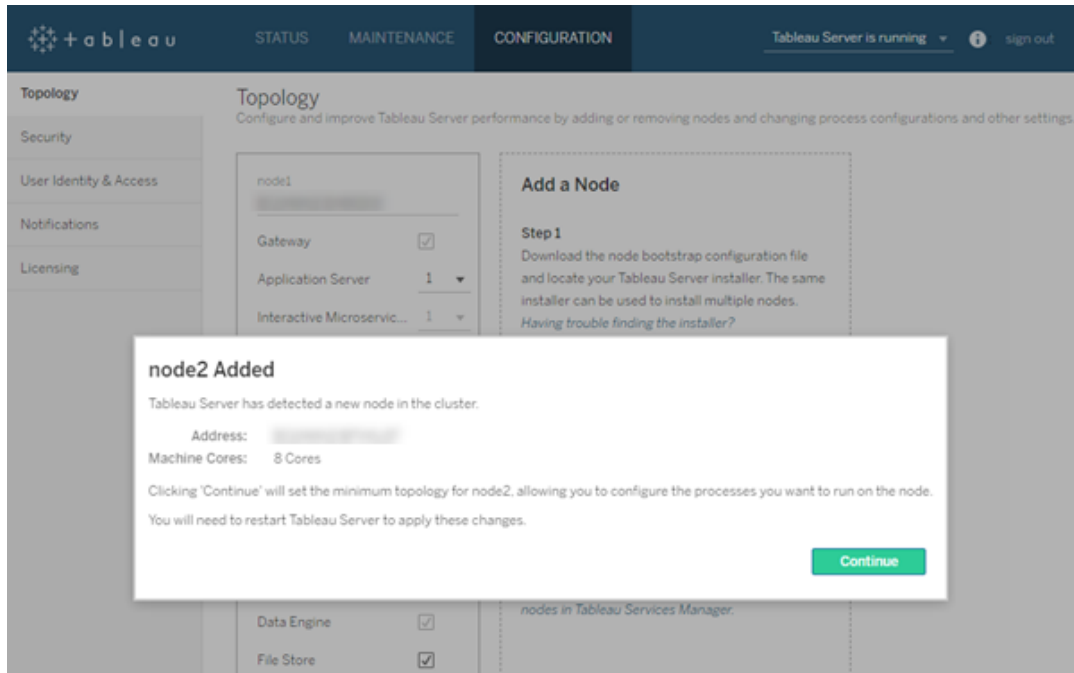 + a b l e a u
STATUS MAINTENANCE CONFIGURATION Tableau Server is running sign out
Topology
Security
User Identity & Access
Notifications
Licensing
Topology
Configure and improve Tableau Server performance by adding or removing nodes and changing process configurations and other settings
node1
Gateway
Application Server 1
Interactive Microservic... 1
Add a Node
Step 1
Download the node bootstrap configuration file
and locate your Tableau Server installer. The same
installer can be used to install multiple nodes.
Having trouble finding the installer?
node2 Added
Tableau Server has detected a new node in the cluster.
Address:
Machine Cores: 8 Cores
Clicking 'Continue' will set the minimum topology for node2, allowing you to configure the processes you want to run on the node.
You will need to restart Tableau Server to apply these changes.
Continue
nodes in Tableau Services Manager.
Data Engine
File Store